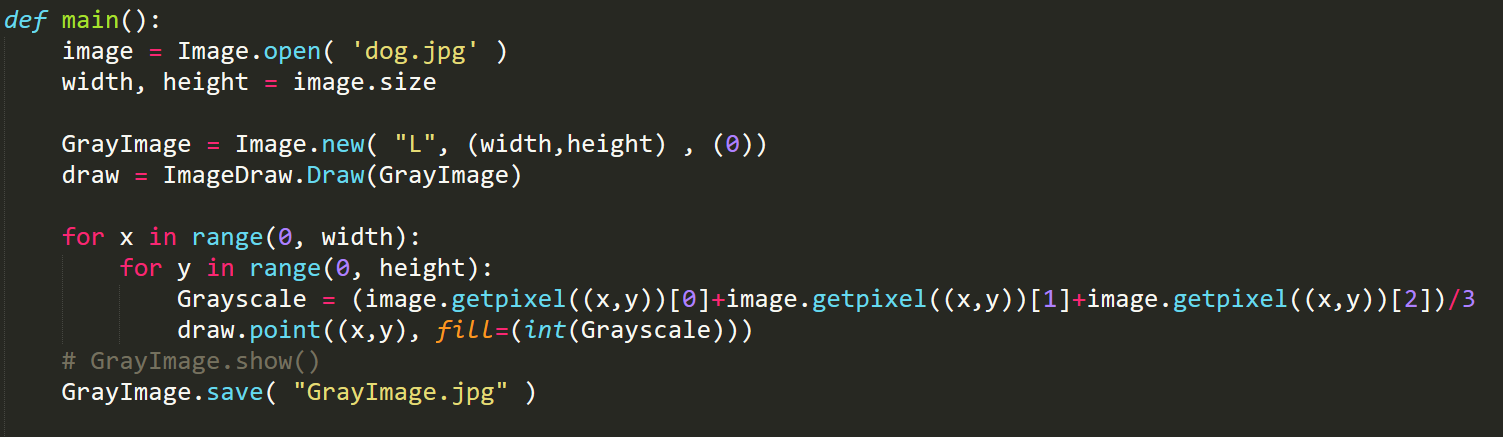 def main():
    image = Image.open( 'dog.jpg' )
    width, height = image.size

    GrayImage = Image.new( "L", (width,height) , (0))
    draw = ImageDraw.Draw(GrayImage)

    for x in range(0, width):
        for y in range(0, height):
            Grayscale = (image.getpixel((x,y))[0]+image.getpixel((x,y))[1]+image.getpixel((x,y))[2])/3
            draw.point((x,y), fill=(int(Grayscale)))
    # GrayImage.show()
    GrayImage.save( "GrayImage.jpg" )